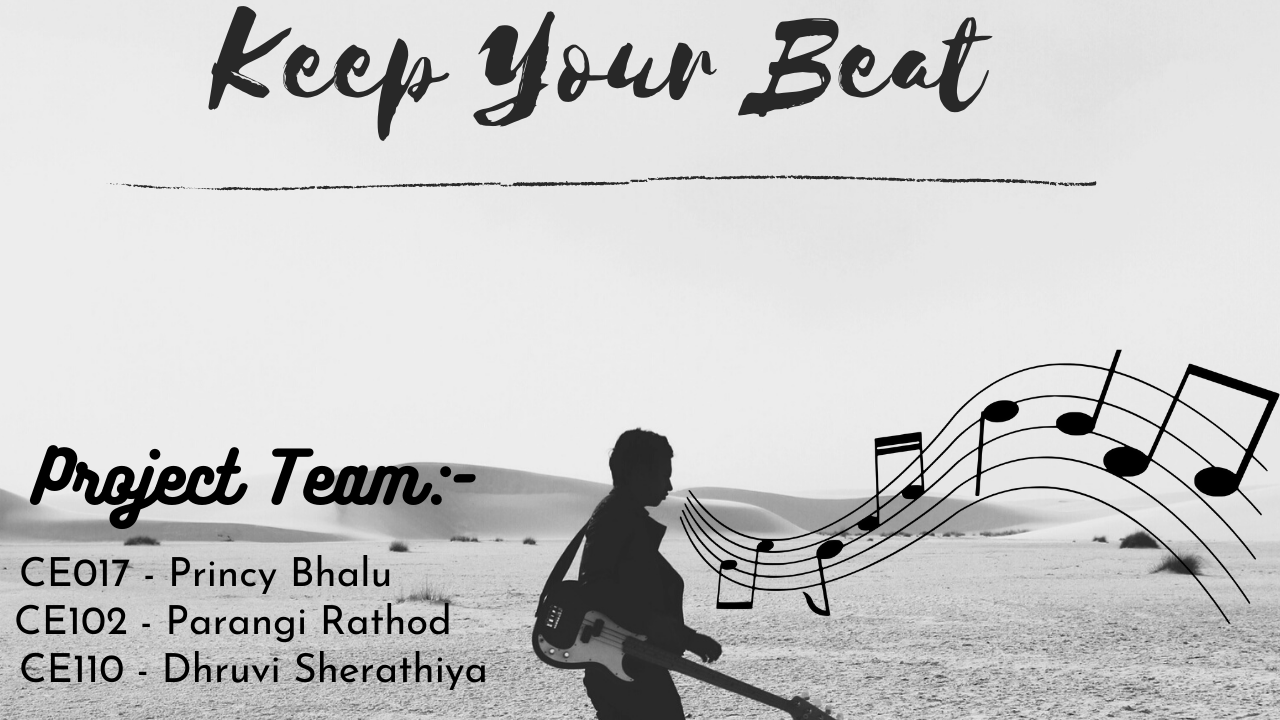 Keep Your Beat
Project Team:-
CE017 - Princy Bhalu
CE102 - Parangi Rathod
CE110 - Dhruvi Sherathiya